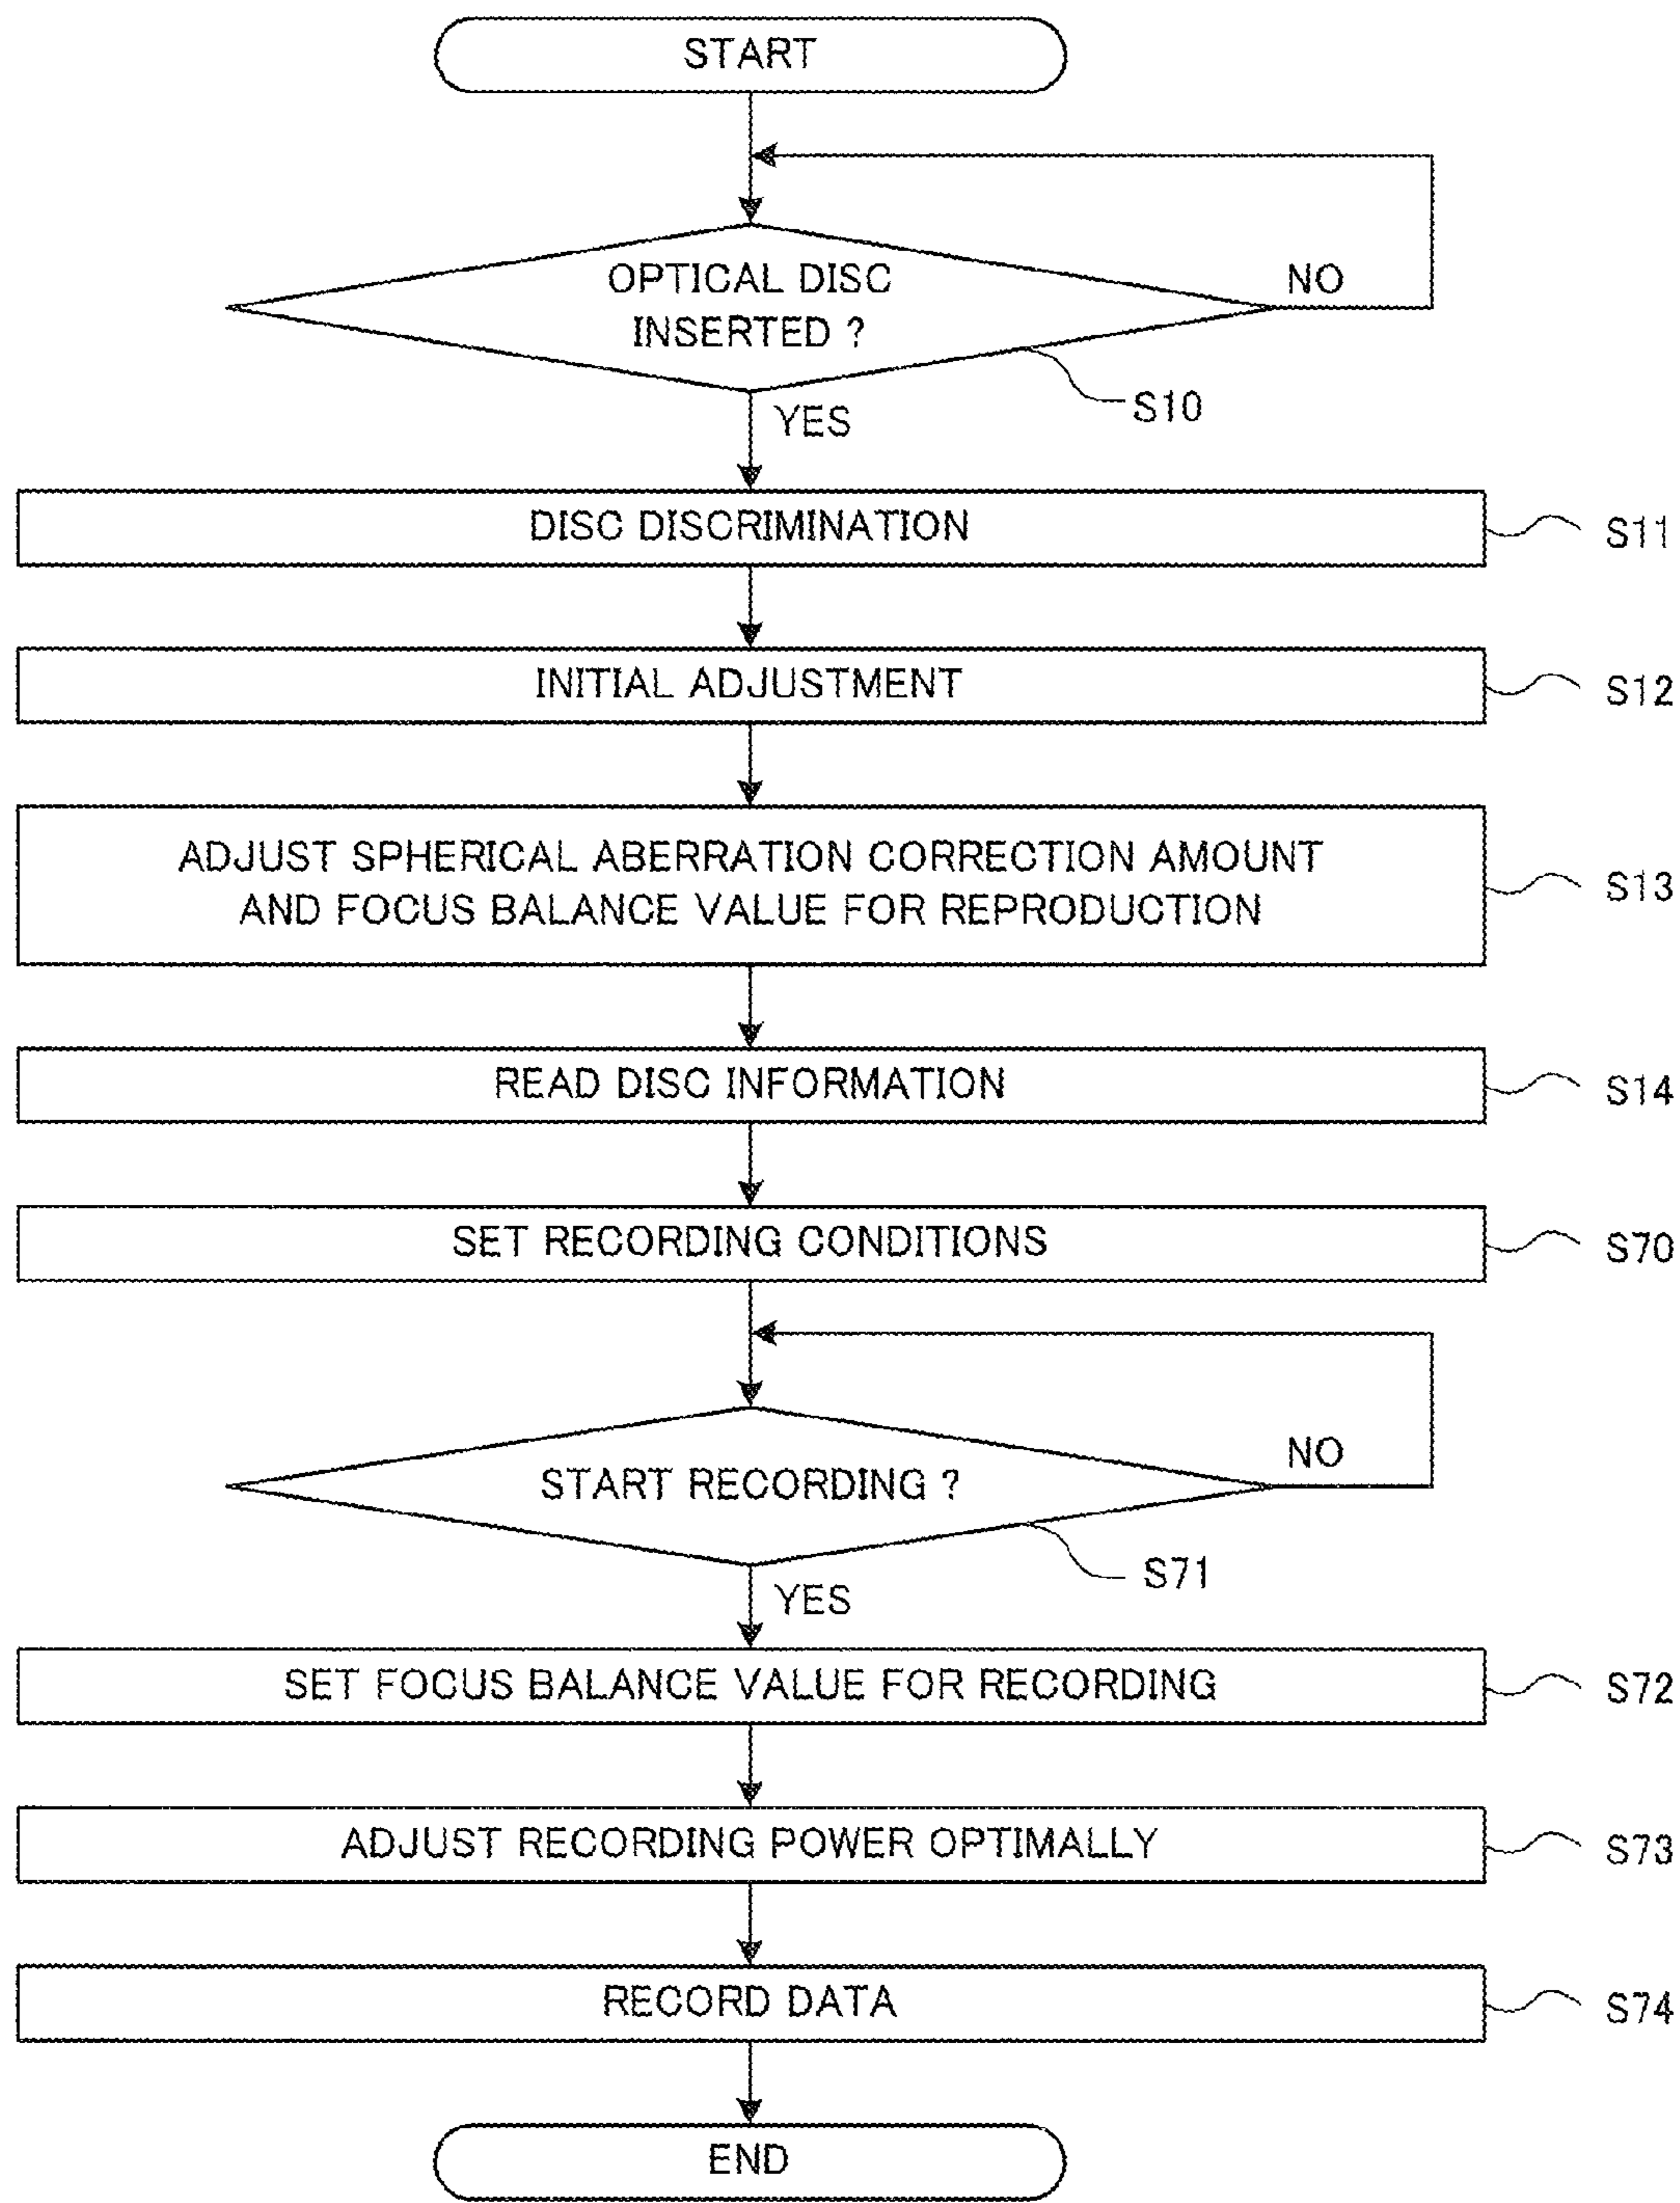 START
OPTICAL DISC
INSERTED ?
NO
S10
YES
DISC DISCRIMINATION
S11
INITIAL ADJUSTMENT
S12
ADJUST SPHERICAL ABERRATION CORRECTION AMOUNT
AND FOCUS BALANCE VALUE FOR REPRODUCTION
S13
READ DISC INFORMATION
S14
SET RECORDING CONDITIONS
S70
START RECORDING ?
NO
S71
YES
SET FOCUS BALANCE VALUE FOR RECORDING
S72
ADJUST RECORDING POWER OPTIMALLY
S73
RECORD DATA
S74
END